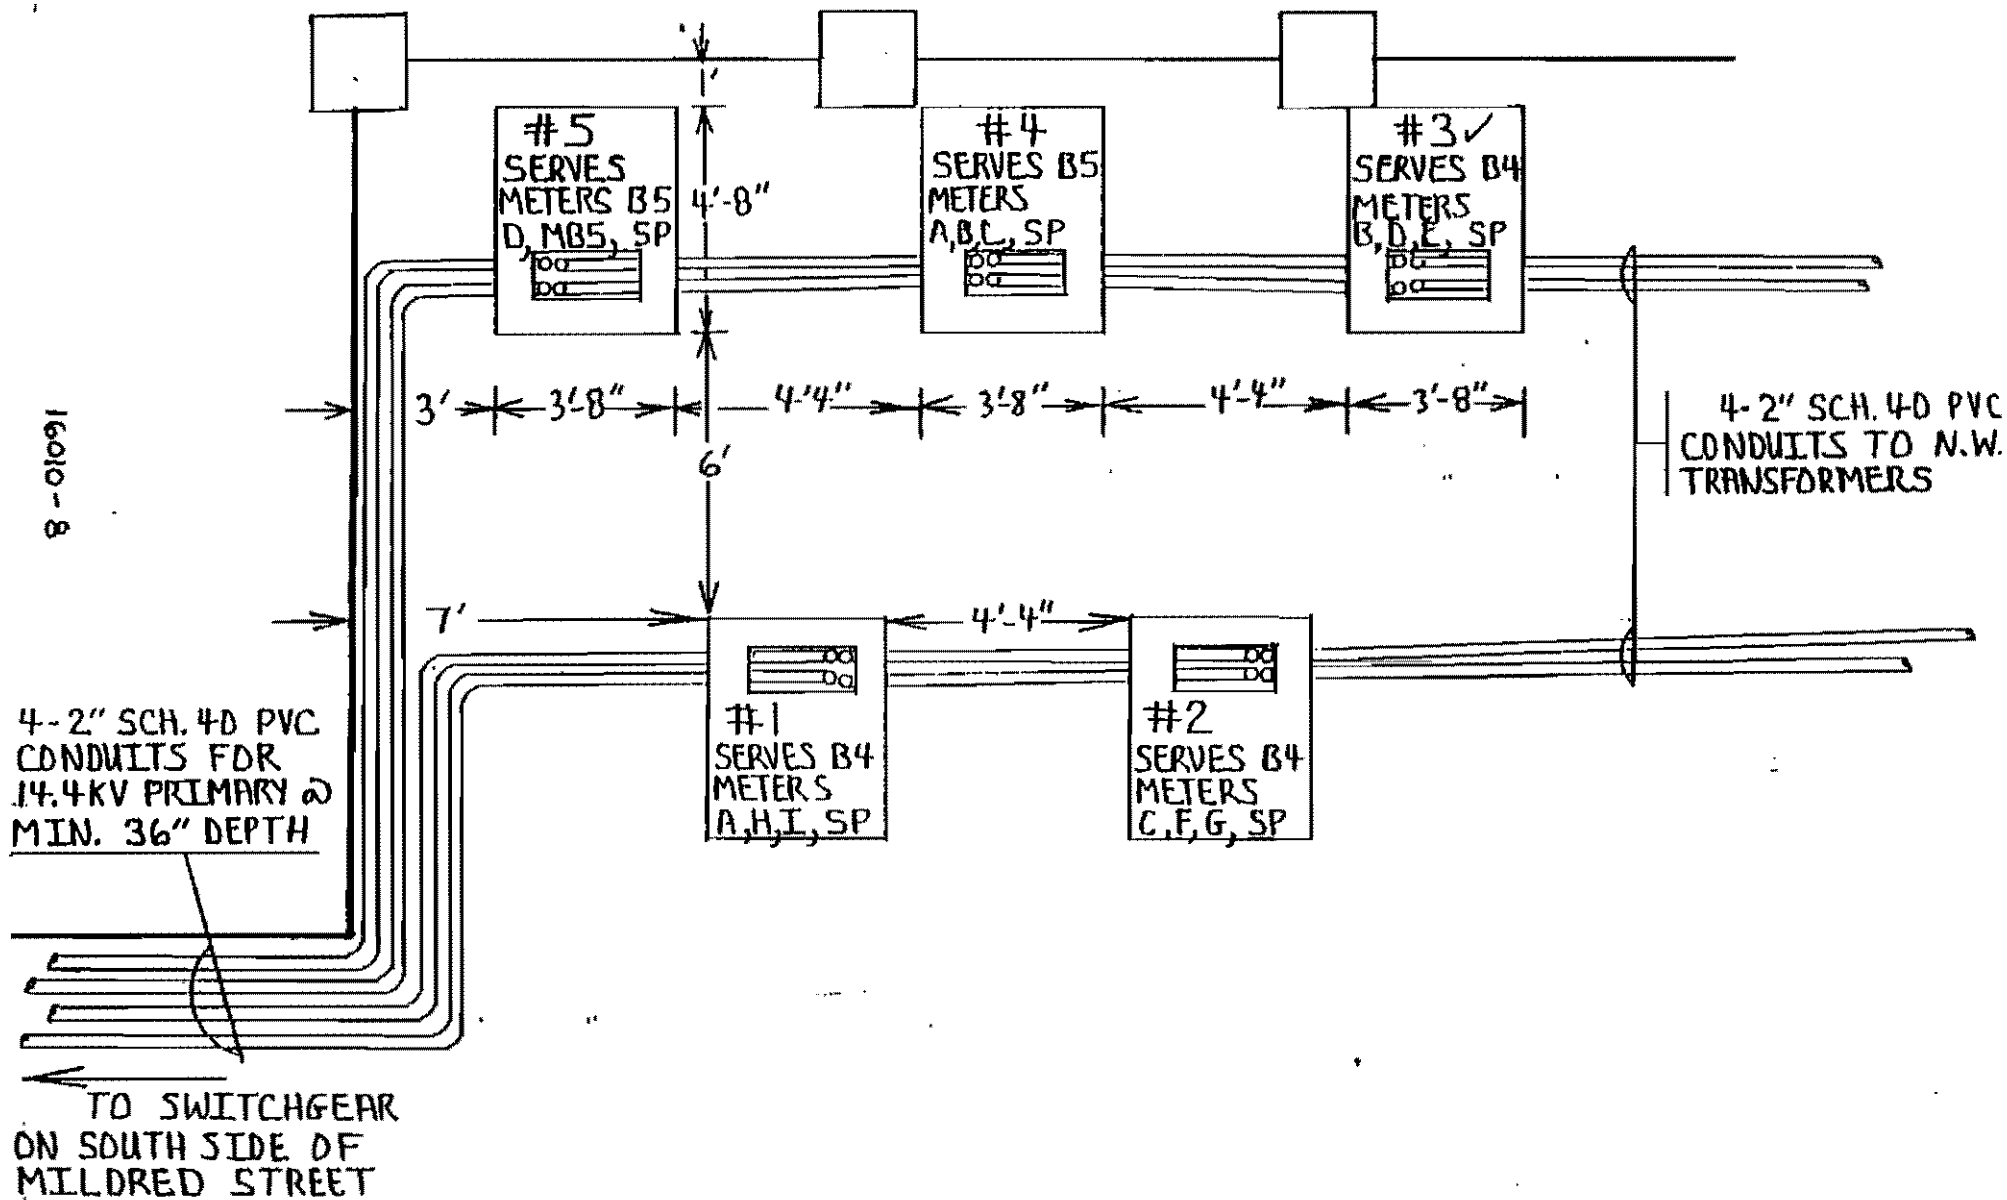 1'
#5
SERVES
METERS B5
D, MB5, SP
4'-8"
#4
SERVES B5
METERS
A,B,C, SP
#3✓
SERVES B4
METERS
B,D,E, SP
3'
3'-8"
4'-4"
3'-8"
4'-4"
3'-8"
4-2" SCH. 40 PVC
CONDUITS TO N.W.
TRANSFORMERS
16010-8
6'
7'
4'-4"
#1
SERVES B4
METERS
A,H,I, SP
#2
SERVES B4
METERS
C,F,G, SP
4-2" SCH. 40 PVC
CONDUITS FOR
14.4KV PRIMARY @
MIN. 36" DEPTH
TO SWITCHGEAR
ON SOUTH SIDE OF
MILDRED STREET